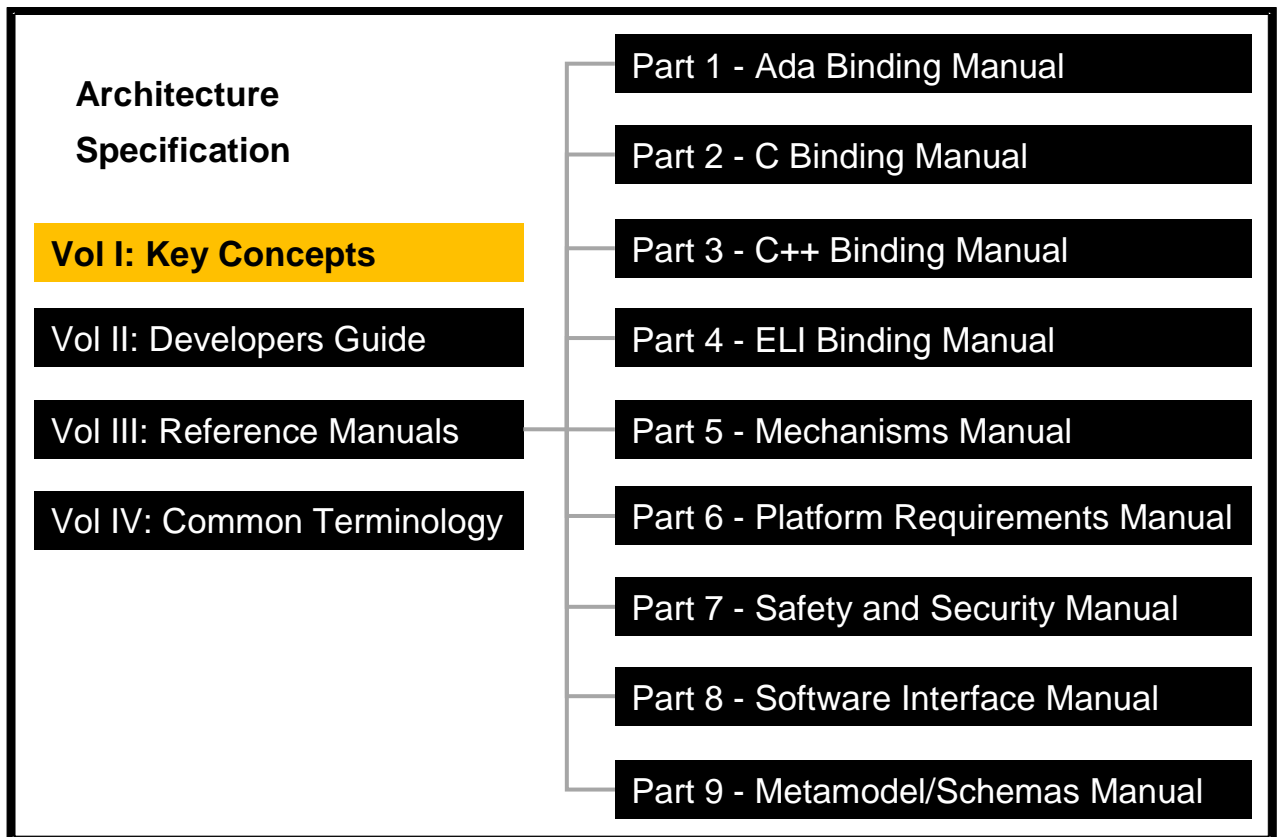 Architecture
Specification
Vol I: Key Concepts
Vol II: Developers Guide
Vol III: Reference Manuals
Vol IV: Common Terminology
Part 1 - Ada Binding Manual
Part 2 - C Binding Manual
Part 3 - C++ Binding Manual
Part 4 - ELI Binding Manual
Part 5 - Mechanisms Manual
Part 6 - Platform Requirements Manual
Part 7 - Safety and Security Manual
Part 8 - Software Interface Manual
Part 9 - Metamodel/Schemas Manual